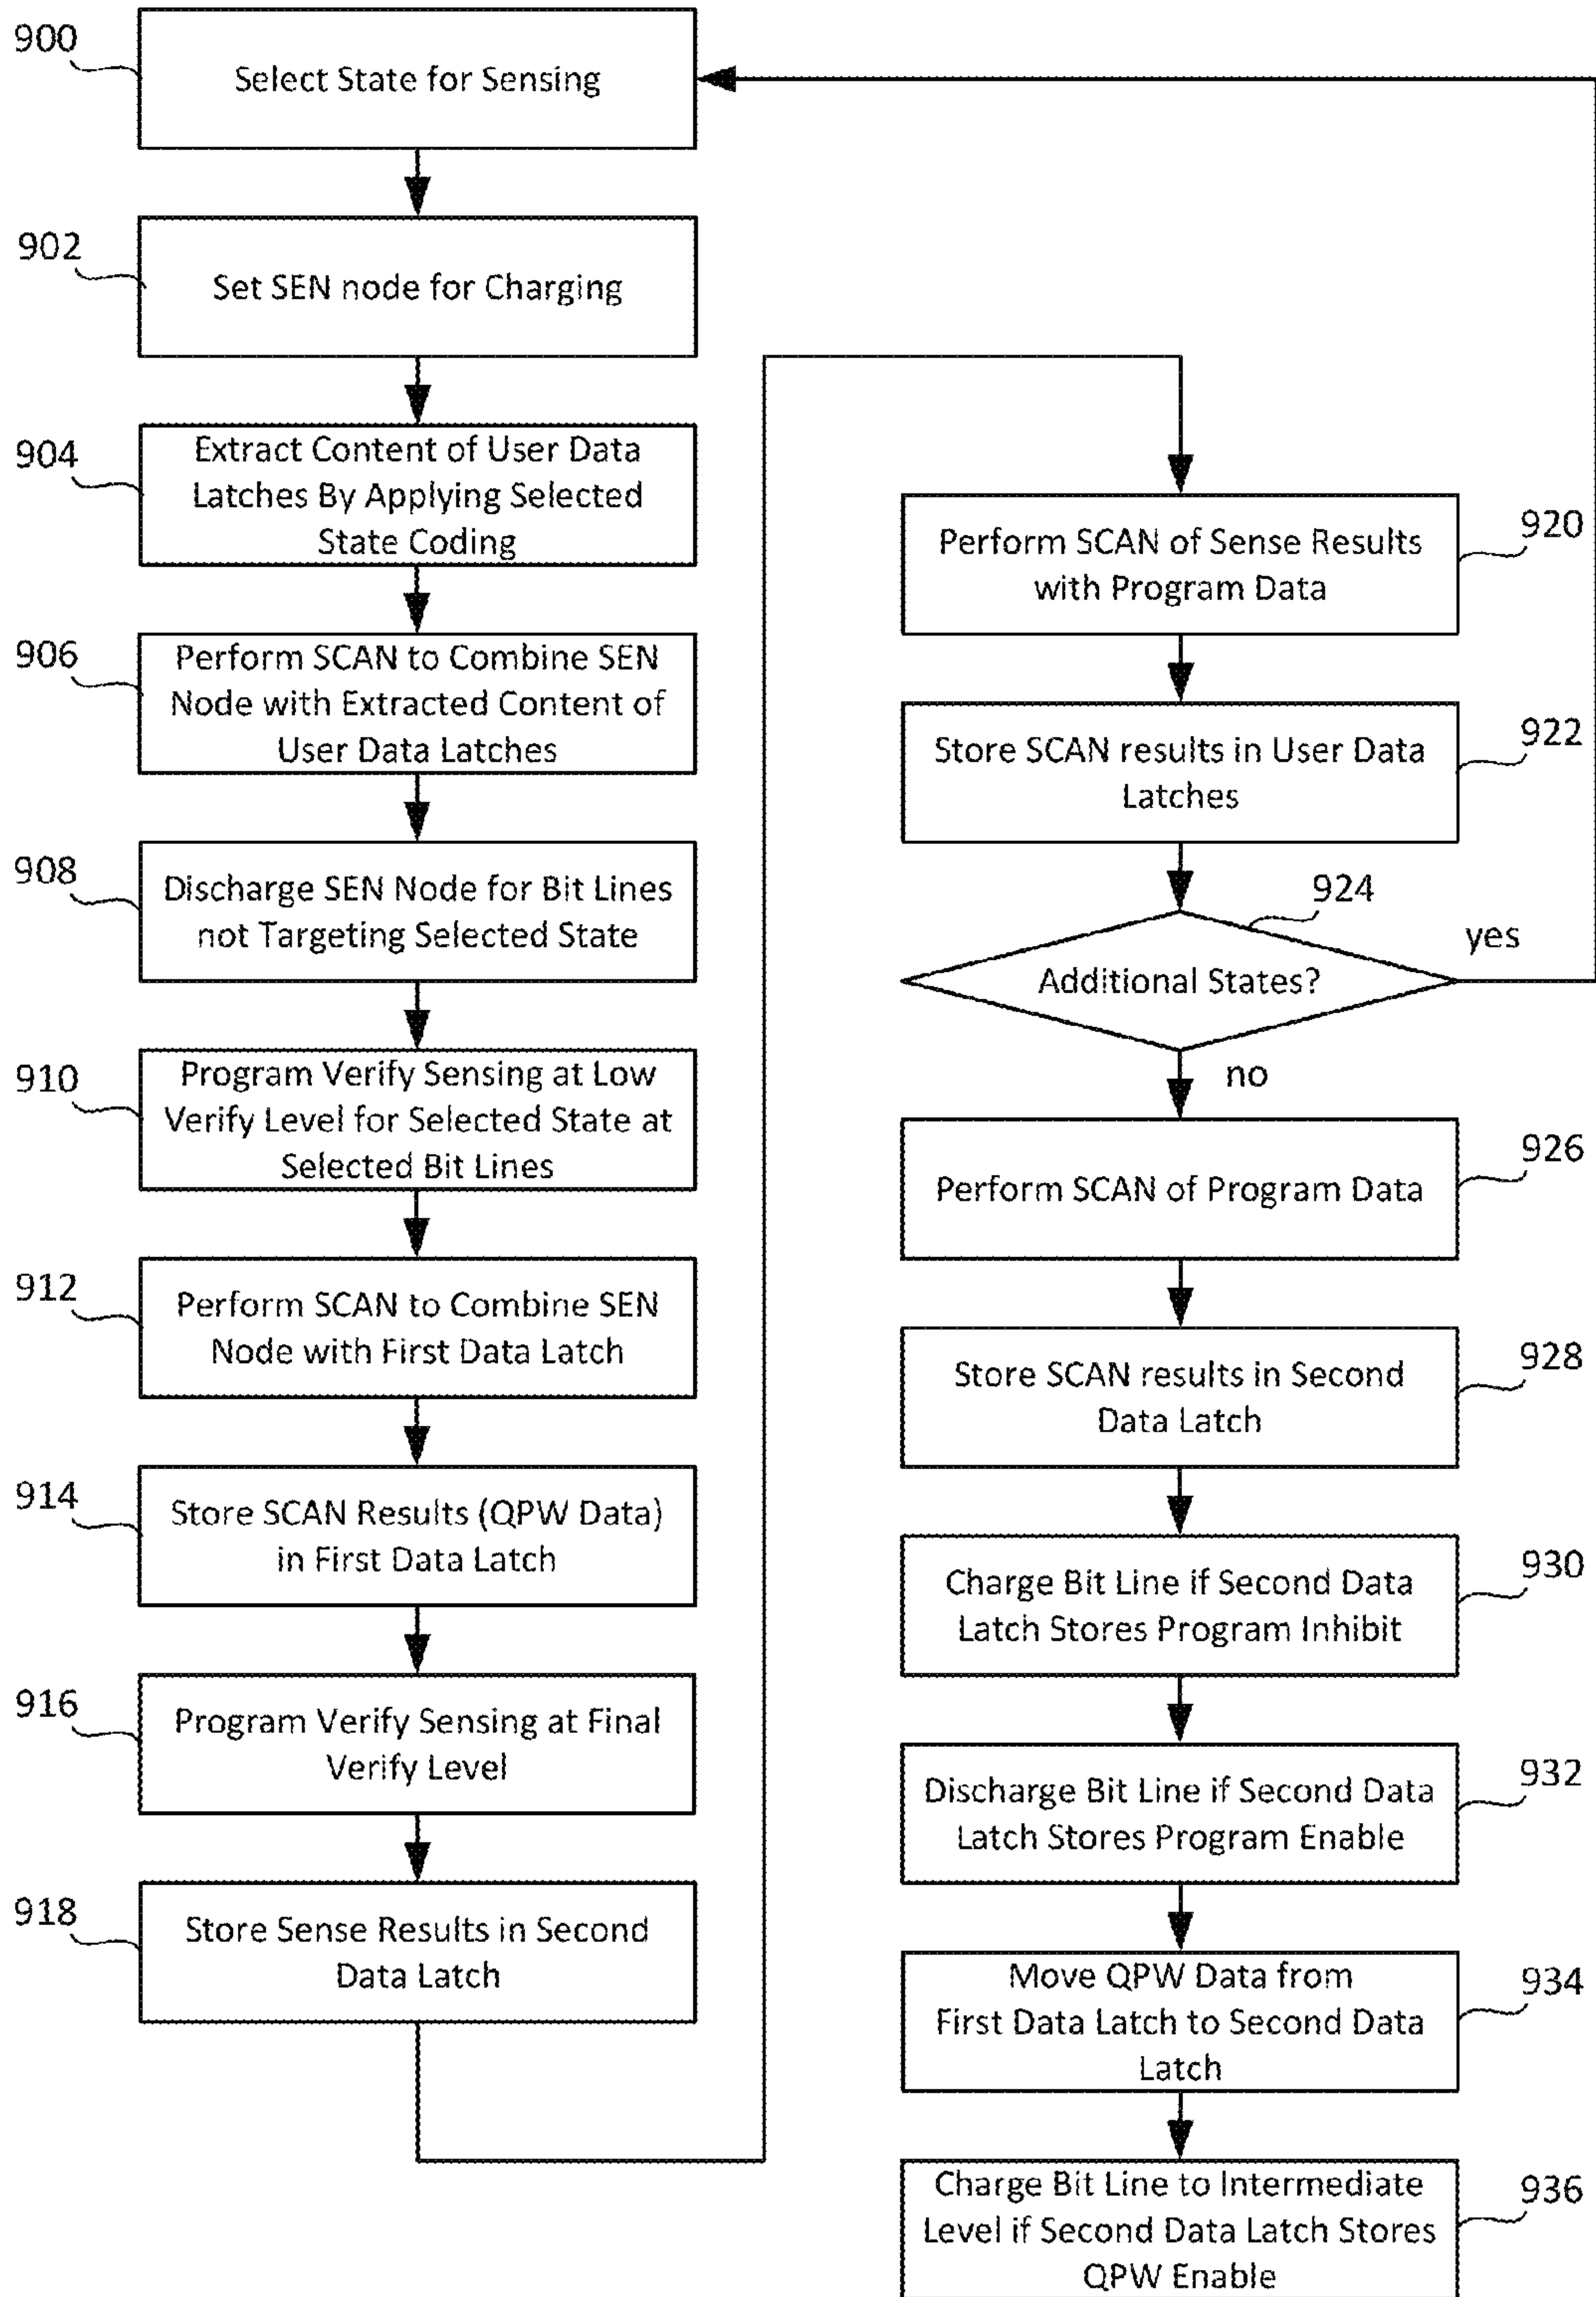 900
Select State for Sensing
902
Set SEN node for Charging
904
Extract Content of User Data
Latches By Applying Selected
State Coding
906
Perform SCAN to Combine SEN
Node with Extracted Content of
User Data Latches
908
Discharge SEN Node for Bit Lines
not Targeting Selected State
910
Program Verify Sensing at Low
Verify Level for Selected State at
Selected Bit Lines
912
Perform SCAN to Combine SEN
Node with First Data Latch
914
Store SCAN Results (QPW Data)
in First Data Latch
916
Program Verify Sensing at Final
Verify Level
918
Store Sense Results in Second
Data Latch
920
Perform SCAN of Sense Results
with Program Data
922
Store SCAN results in User Data
Latches
924
yes
Additional States?
no
926
Perform SCAN of Program Data
928
Store SCAN results in Second
Data Latch
930
Charge Bit Line if Second Data
Latch Stores Program Inhibit
932
Discharge Bit Line if Second Data
Latch Stores Program Enable
934
Move QPW Data from
First Data Latch to Second Data
Latch
936
Charge Bit Line to Intermediate
Level if Second Data Latch Stores
QPW Enable